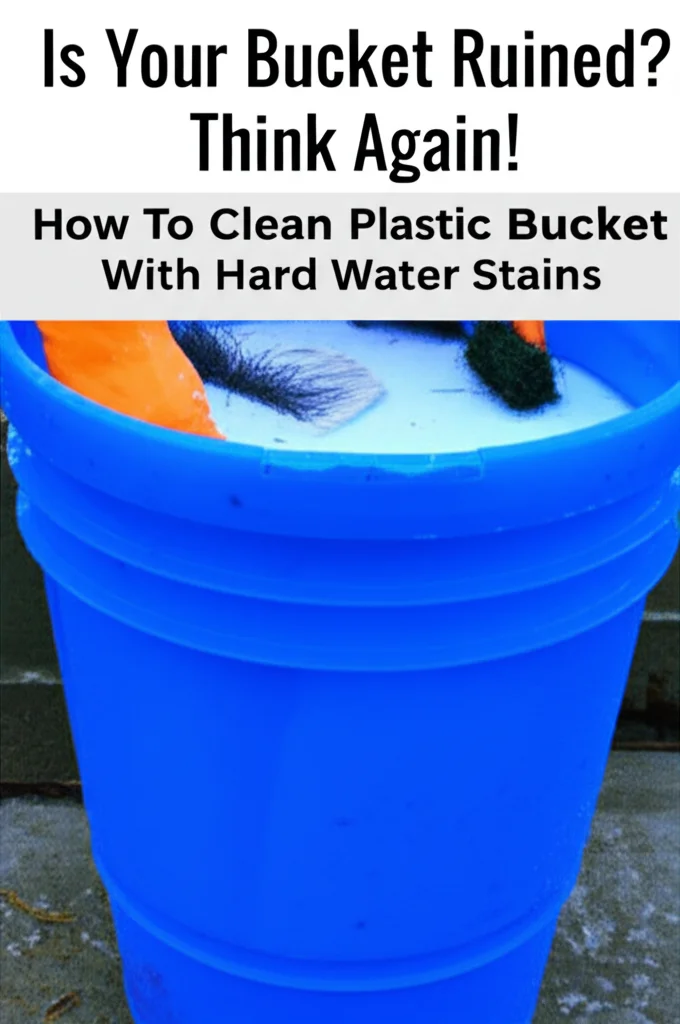 Is Your Bucket Ruined?
Think Again!
How To Clean Plastic Bucket
With Hard Water Stains